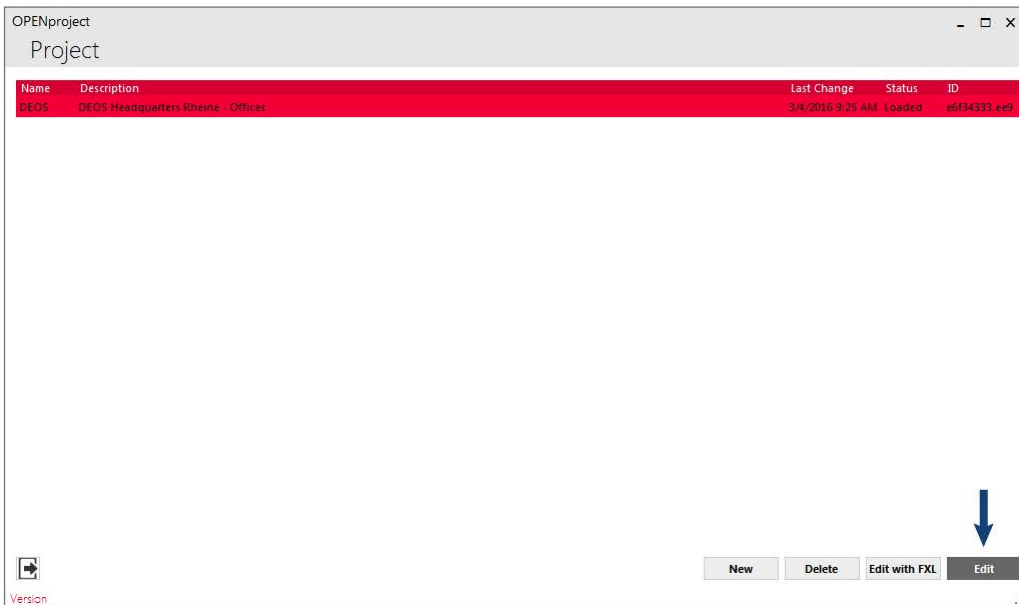 OPENproject
Project
Name Description Last Change Status ID
DEOS DEOS Headquarters Rheine - Offices 3/4/2016 9:25 AM Loaded e6f34333.ee9
New Delete Edit with FXL Edit
Version